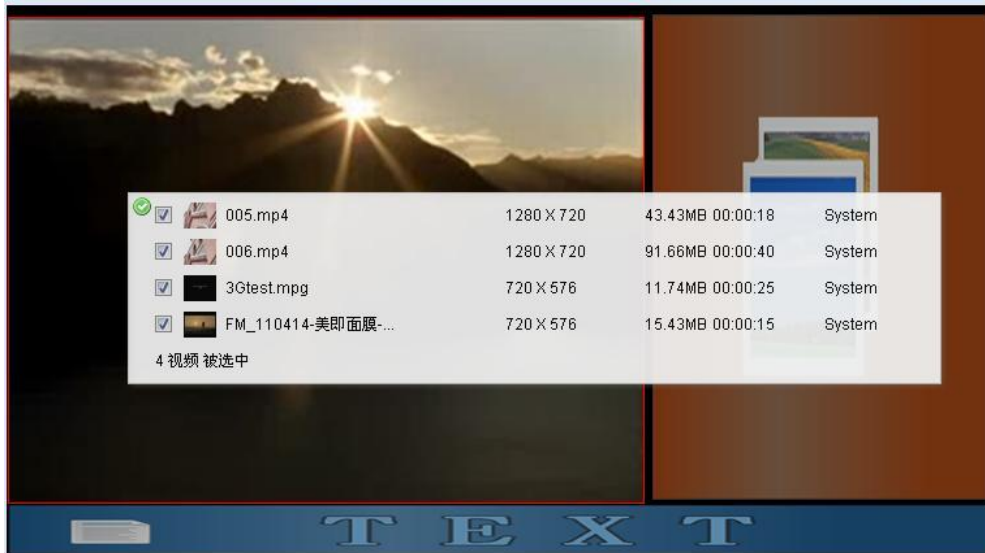 005.mp4 1280 X 720 43.43MB 00:00:18 System
006.mp4 1280 X 720 91.66MB 00:00:40 System
3Gtest.mpg 720 X 576 11.74MB 00:00:25 System
FM_110414-美即面膜-... 720 X 576 15.43MB 00:00:15 System
4 视频 被选中
TEXT